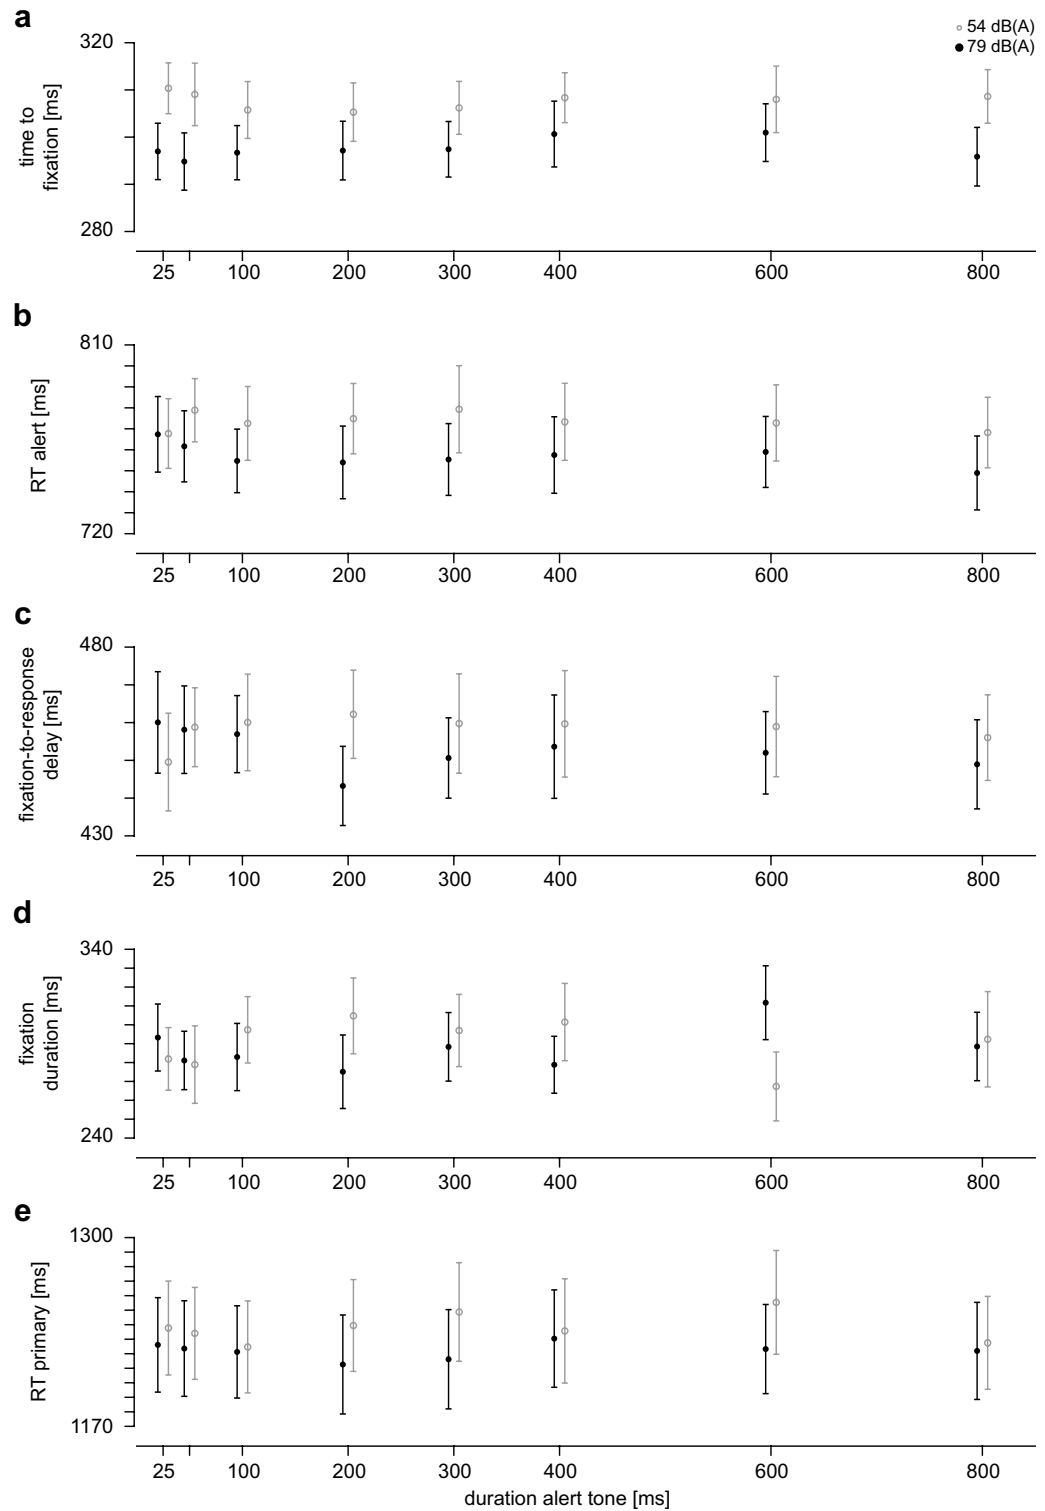 a
54 dB(A)
79 dB(A)
320
280
time to
fixation [ms]
25 100 200 300 400 600 800
b
810
720
RT alert [ms]
25 100 200 300 400 600 800
c
480
430
fixation-to-response
delay [ms]
25 100 200 300 400 600 800
d
340
240
fixation
duration [ms]
25 100 200 300 400 600 800
e
1300
1170
RT primary [ms]
25 100 200 300 400 600 800
duration alert tone [ms]